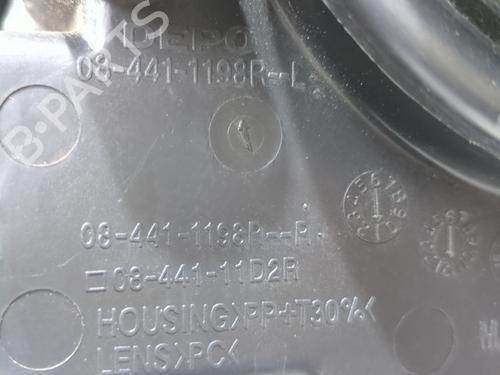 DEPO
08-441-1198R--L
08-441-1198R--R
□08-441-11D2R
HOUSING>PP+T30%<
LENS>PC<
B-PARTS